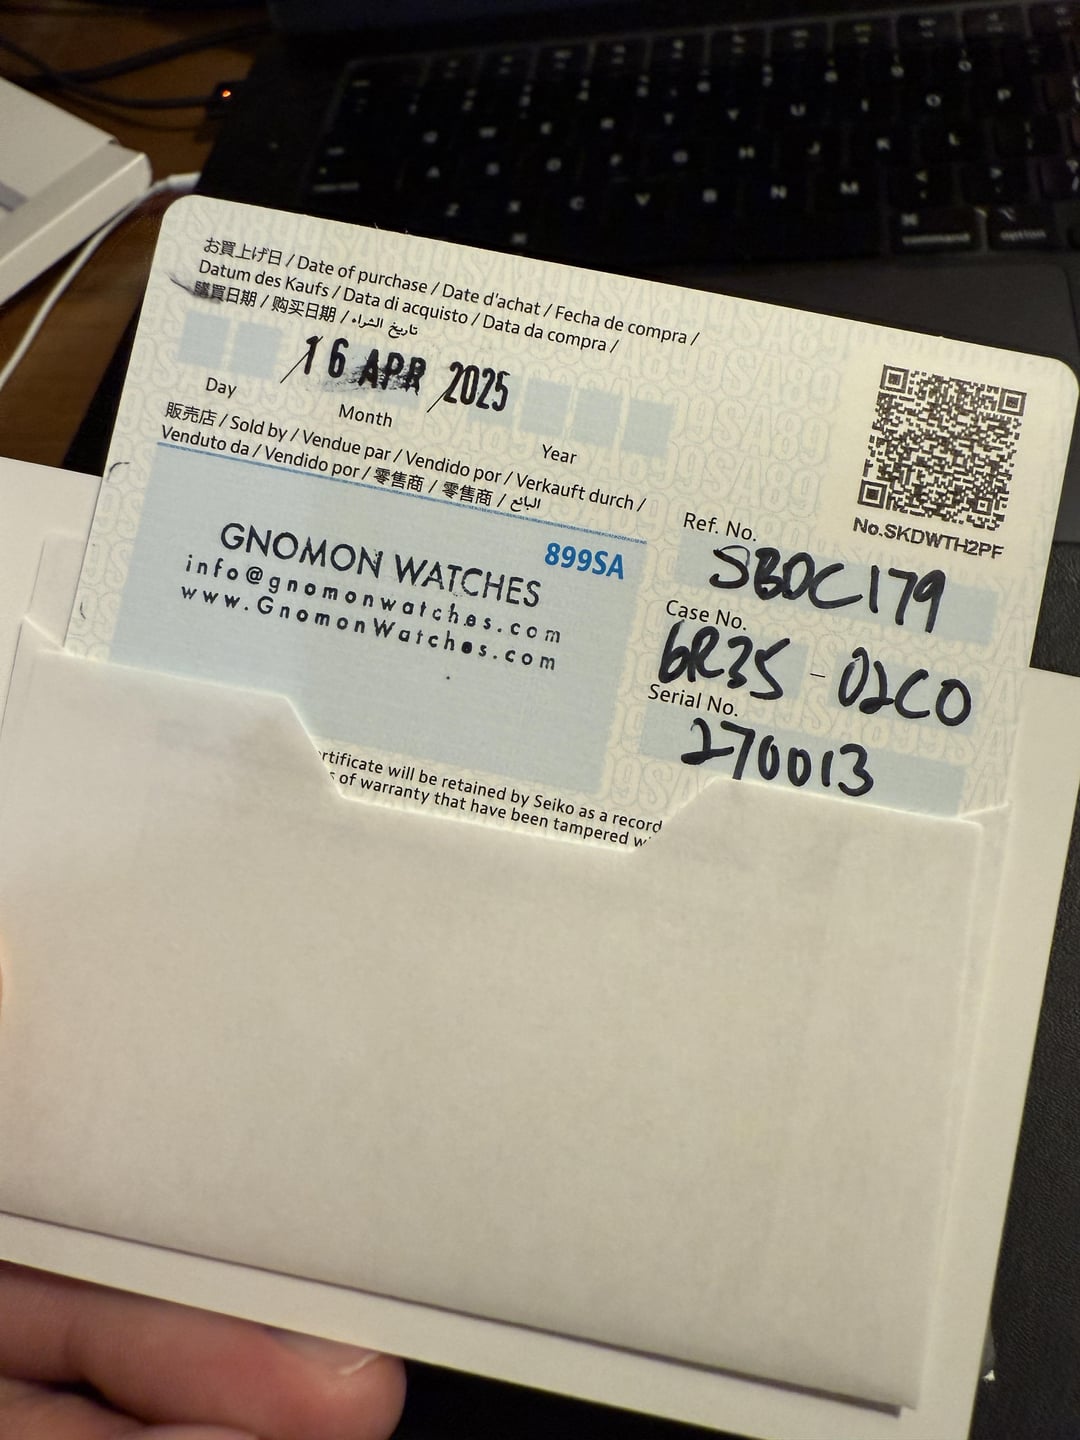 お買上げ日 / Date of purchase / Date d'achat / Fecha de compra /
Datum des Kaufs / Data di acquisto / Data da compra /
購買日期 / 购买日期 / تاريخ الشراء
16 APR 2025
Day Month Year
販売店 / Sold by / Vendue par / Vendido por / Verkauft durch /
Venduto da / Vendido por / 零售商 / 零售商 / البائع
899SA
GNOMON WATCHES
info@gnomonwatches.com
www.GnomonWatches.com
No.SKDWTH2PF
Ref. No.
SBDC179
Case No.
6R35 - 02C0
Serial No.
270013
rtificate will be retained by Seiko as a record
s of warranty that have been tampered w
Q W E R T Y U I O P
A S D F G H J K L
Z X C V B N M < > ?
⌘
command option